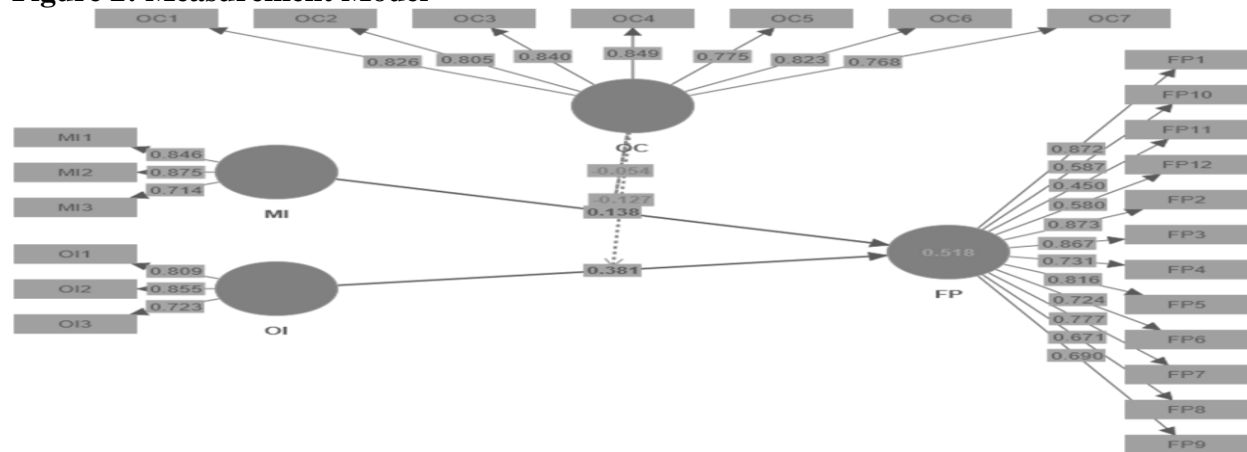 Figure 2: Measurement Model
OC1 OC2 OC3 OC4 OC5 OC6 OC7
0.826 0.805 0.840 0.849 0.775 0.823 0.768
OC
MI1
MI2
MI3
0.846
0.875
0.714
MI
OI1
OI2
OI3
0.809
0.855
0.723
OI
-0.054
-0.127
0.138
0.381
0.518
FP
0.872
0.587
0.450
0.580
0.873
0.867
0.731
0.816
0.724
0.777
0.671
0.690
FP1
FP10
FP11
FP12
FP2
FP3
FP4
FP5
FP6
FP7
FP8
FP9